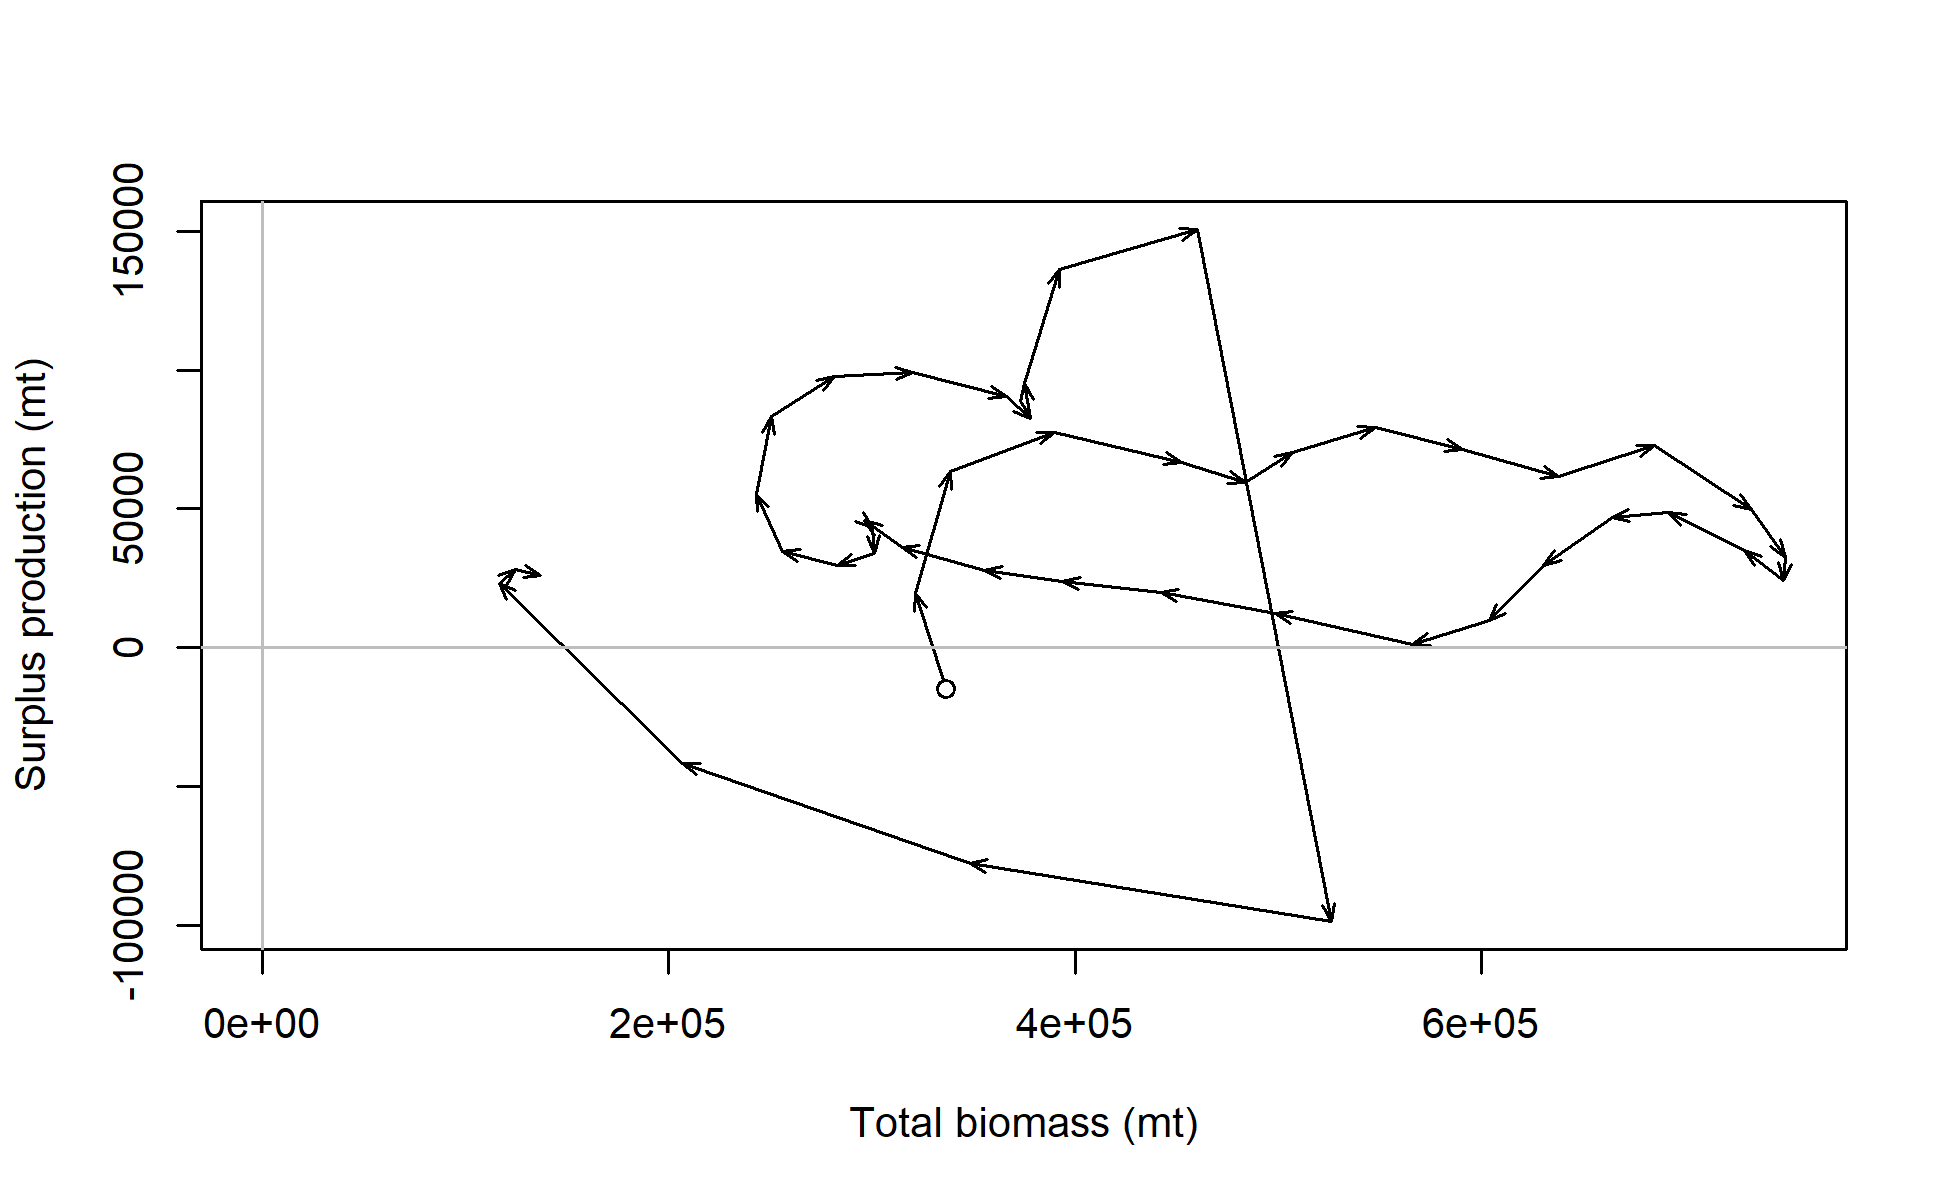 150000
50000
0
-100000
Surplus production (mt)
0e+00 2e+05 4e+05 6e+05
Total biomass (mt)